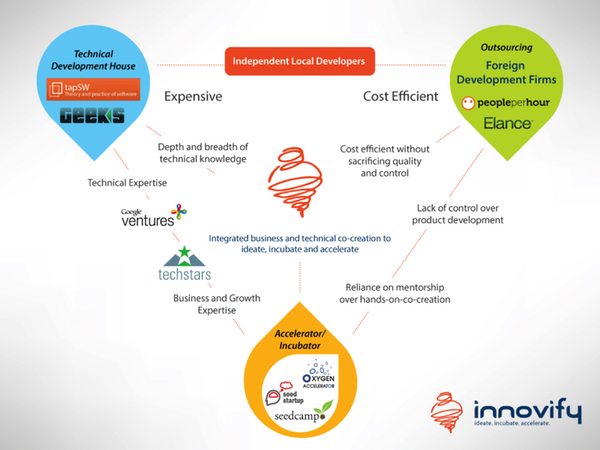 Technical
Development House
tapSW
Theory and practice of software
GEEKS
Independent Local Developers
Outsourcing
Foreign
Development Firms
peopleperhour
Elance
Expensive
Cost Efficient
Depth and breadth of
technical knowledge
Cost efficient without
sacrificing quality
and control
Technical Expertise
Google
ventures
Lack of control over
product development
Integrated business and technical co-creation to
ideate, incubate and accelerate
techstars
Business and Growth
Expertise
Reliance on mentorship
over hands-on-co-creation
Accelerator/
Incubator
OXYGEN
ACCELERATOR
seed
startup
seedcamp
innovify
ideate. incubate. accelerate.